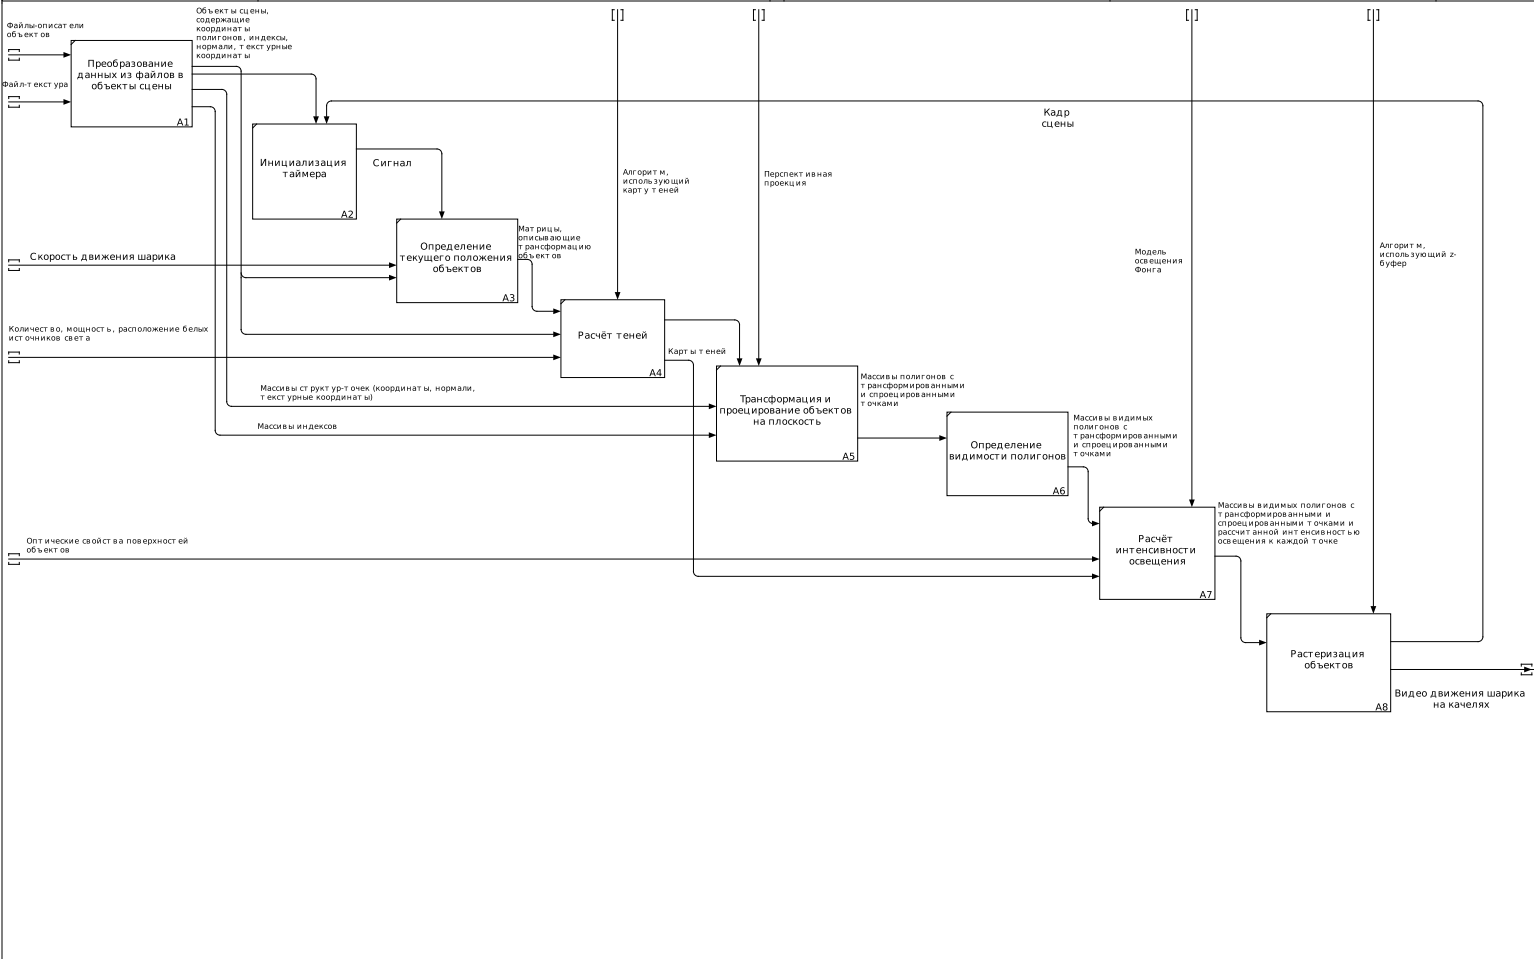 Файлы-описатели
объектов
Файл-текстура
Преобразование
данных из файлов в
объекты сцены
A1
Объекты сцены,
содержащие
координаты
полигонов, индексы,
нормали, текстурные
координаты
Инициализация
таймера
A2
Сигнал
Кадр
сцены
Алгоритм,
использующий
карту теней
Перспективная
проекция
Скорость движения шарика
Определение
текущего положения
объектов
A3
Матрицы,
описывающие
трансформацию
объектов
Модель
освещения
Фонга
Алгоритм,
использующий z-
буфер
Количество, мощность, расположение белых
источников света
Расчёт теней
A4
Карты теней
Массивы структур-точек (координаты, нормали,
текстурные координаты)
Массивы индексов
Трансформация и
проецирование объектов
на плоскость
A5
Массивы полигонов с
трансформированными
и спроецированными
точками
Определение
видимости полигонов
A6
Массивы видимых
полигонов с
трансформированными
и спроецированными
точками
Оптические свойства поверхностей
объектов
Расчёт
интенсивности
освещения
A7
Массивы видимых полигонов с
трансформированными и
спроецированными точками и
рассчитанной интенсивностью
освещения к каждой точке
Растеризация
объектов
A8
Видео движения шарика
на качелях